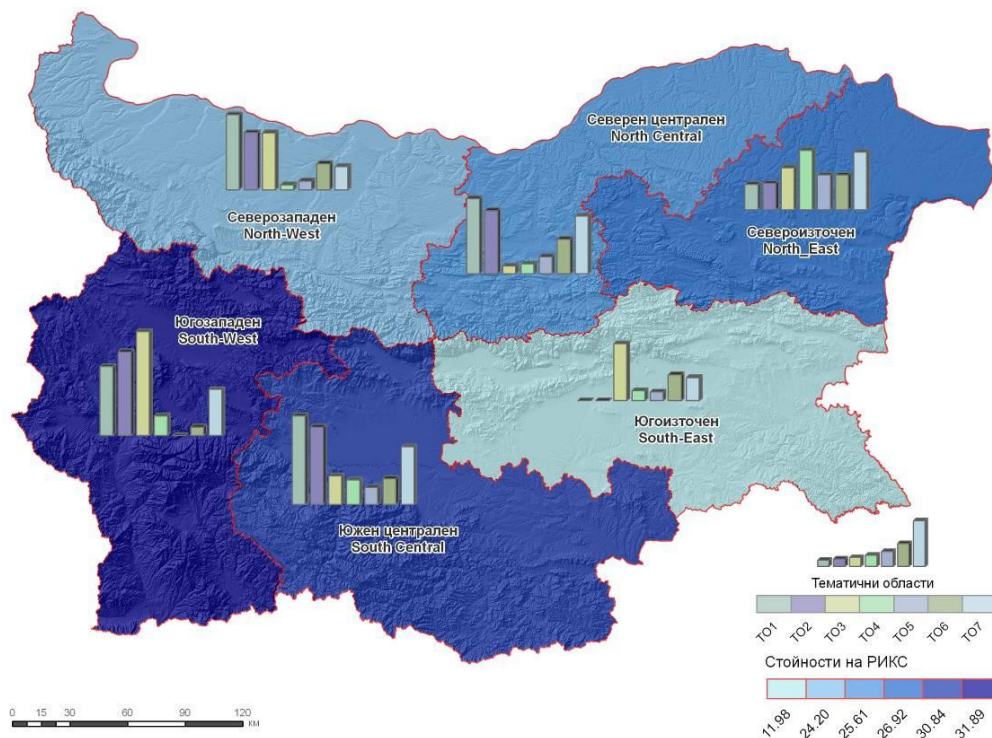 Северен централен
North Central
Северозападен
North-West
Североизточен
North_East
Югозападен
South-West
Югоизточен
South-East
Южен централен
South Central
Тематични области
ТО1 ТО2 ТО3 ТО4 ТО5 ТО6 ТО7
Стойности на РИКС
11.98 24.20 25.61 26.92 30.84 31.89
0 15 30 60 90 120
КМ